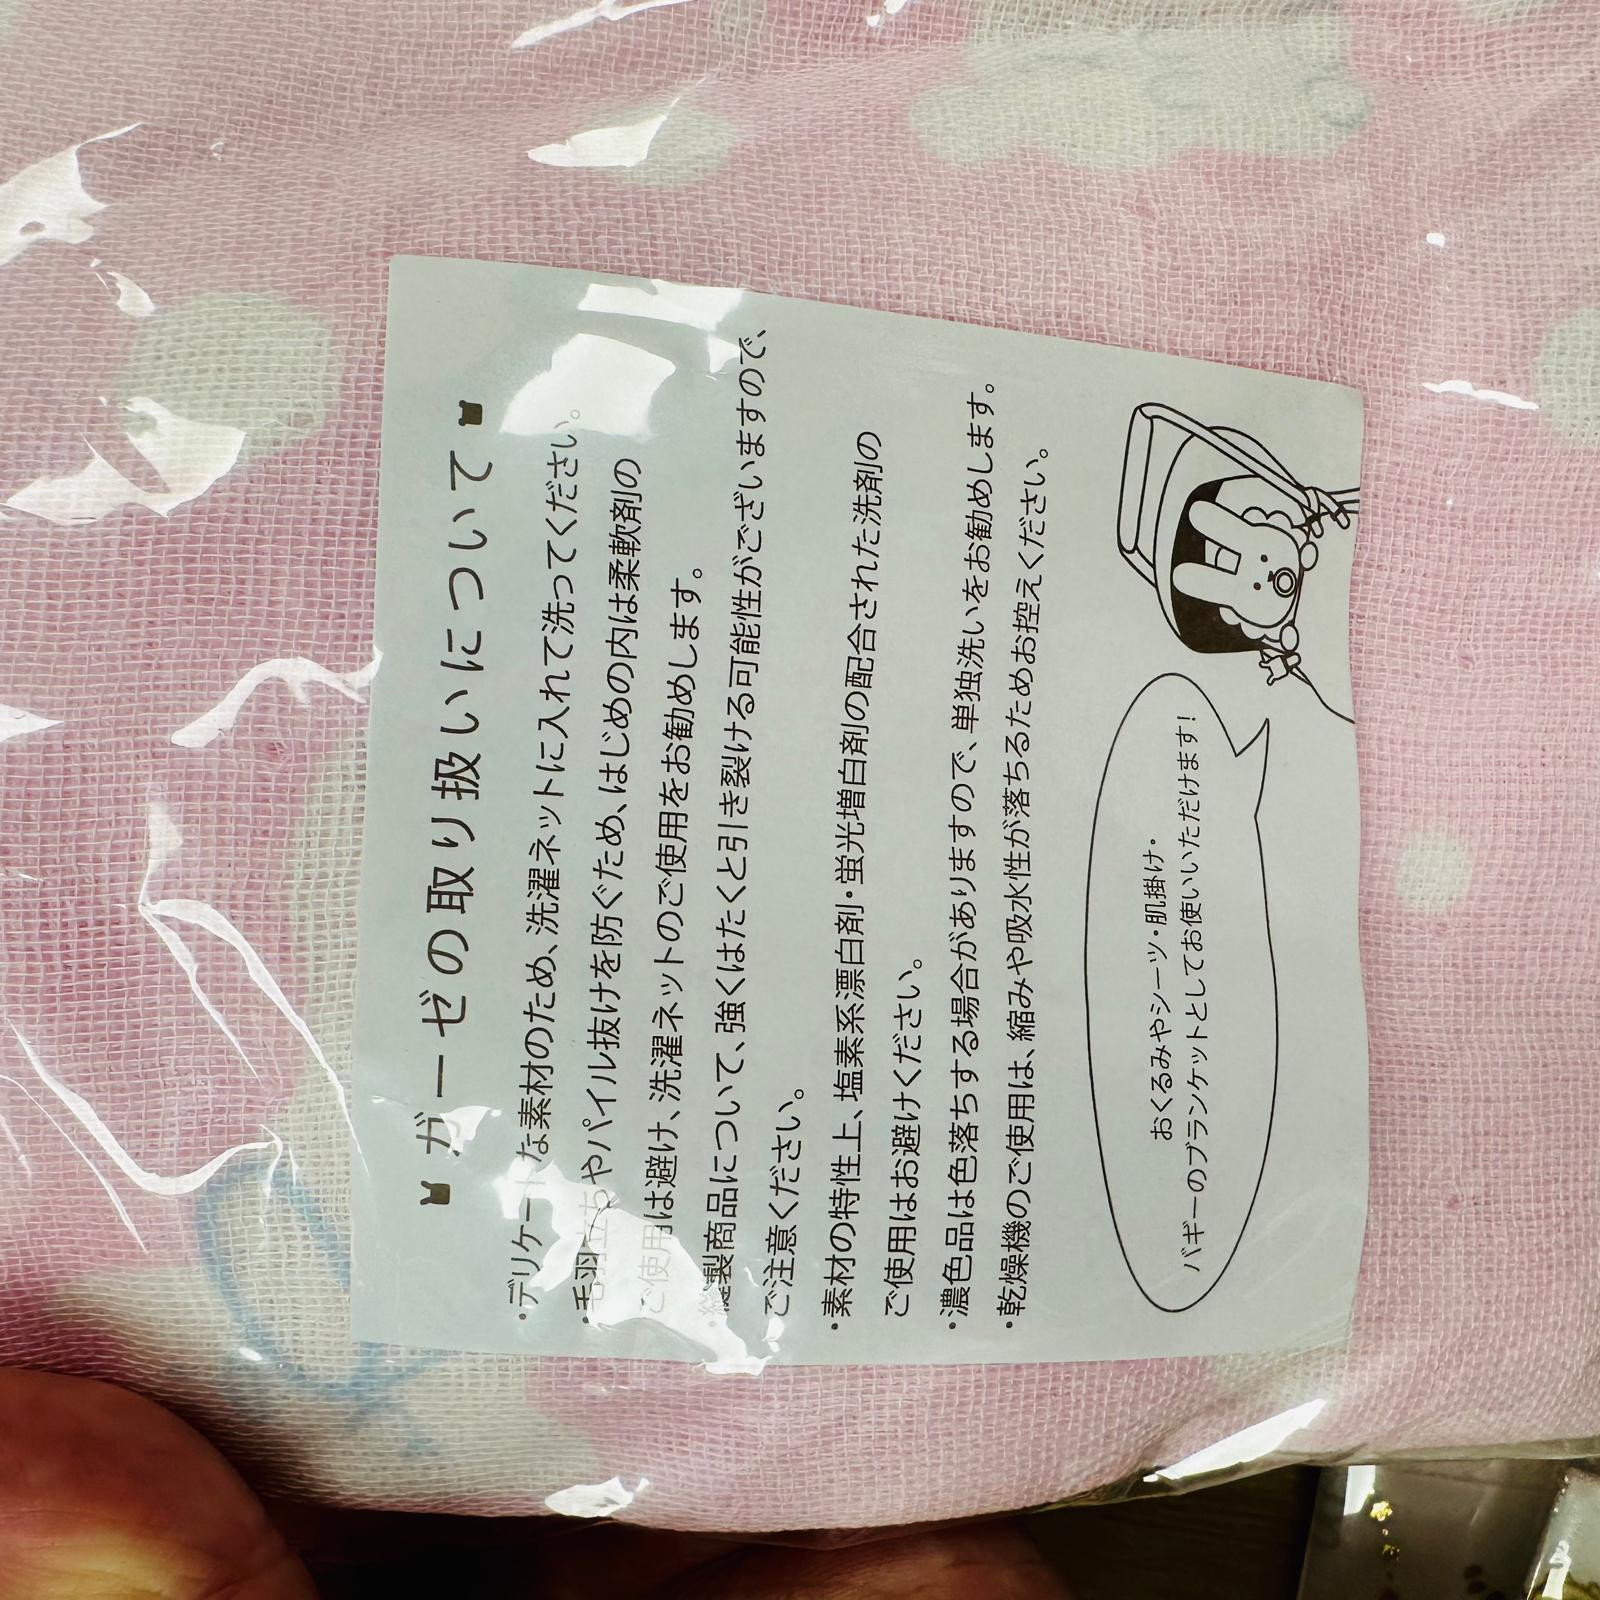 ガーゼの取り扱いについて
・デリケートな素材のため、洗濯ネットに入れて洗ってください。
・毛羽立ちやパイル抜けを防ぐため、はじめの内は柔軟剤の
ご使用は避け、洗濯ネットのご使用をお勧めします。
・縫製商品について、強くはたくと引き裂ける可能性がございますので、
ご注意ください。
・素材の特性上、塩素系漂白剤・蛍光増白剤の配合された洗剤の
ご使用はお避けください。
・濃色品は色落ちする場合がありますので、単独洗いをお勧めします。
・乾燥機のご使用は、縮みや吸水性が落ちるためお控えください。
おくるみやシーツ・肌掛け・
バギーのブランケットとしてお使いいただけます!